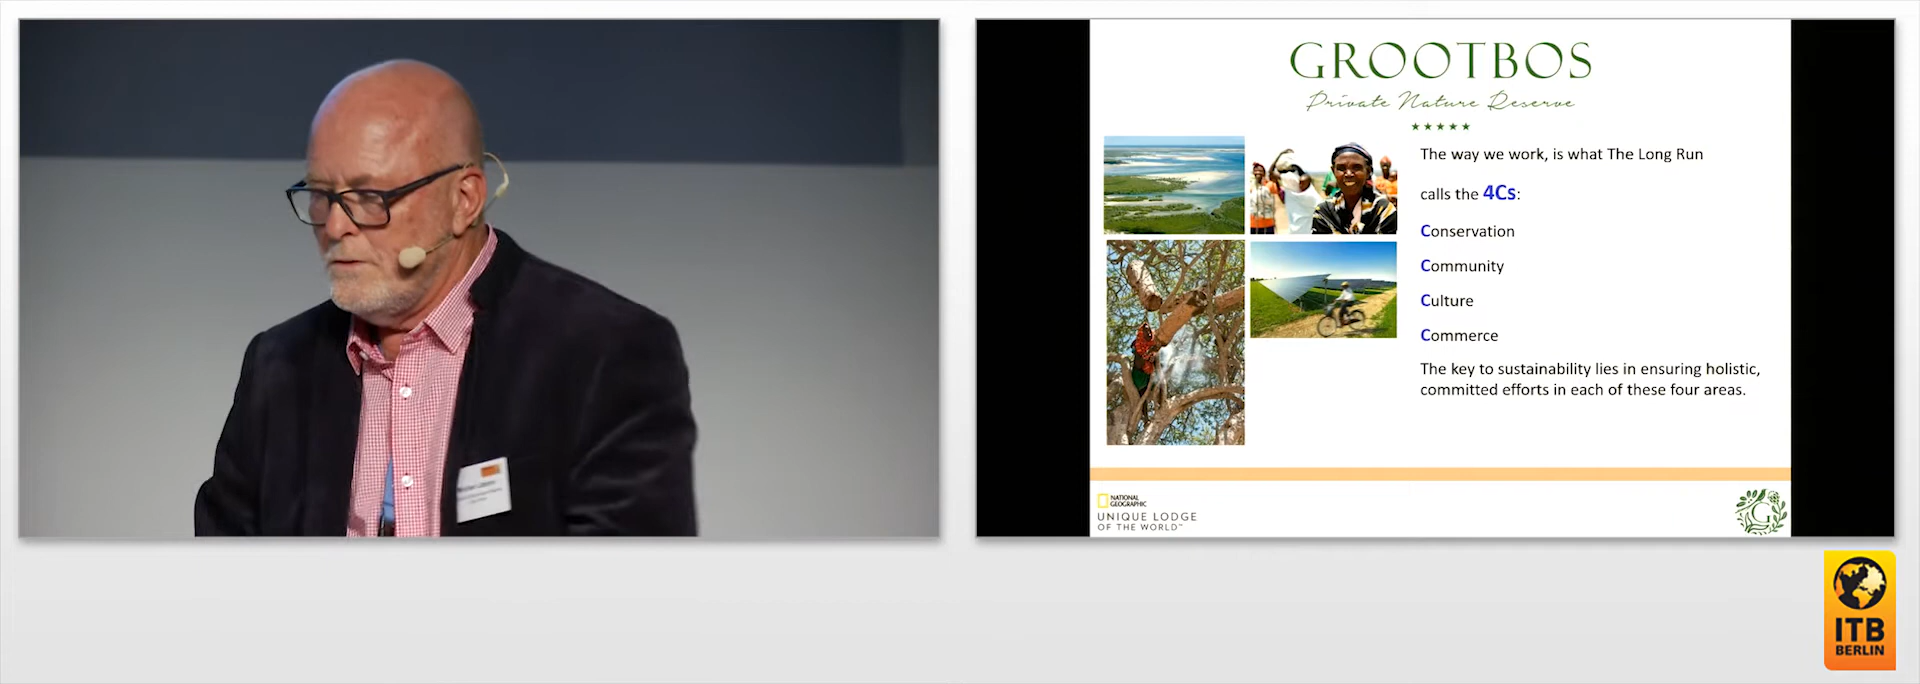 GROOTBOS
Private Nature Reserve
The way we work, is what The Long Run
calls the 4Cs:
Conservation
Community
Culture
Commerce
The key to sustainability lies in ensuring holistic,
committed efforts in each of these four areas.
NATIONAL
GEOGRAPHIC
UNIQUE LODGE
OF THE WORLD™
G
ITB
BERLIN